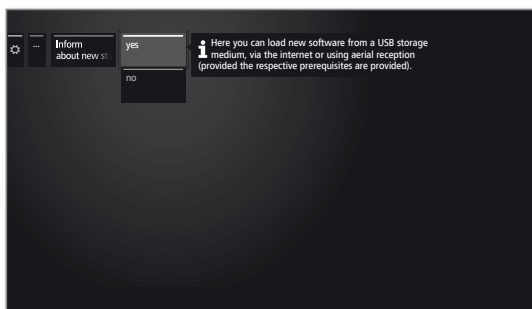 ...
Inform
about new st
yes
no
i Here you can load new software from a USB storage
medium, via the internet or using aerial reception
(provided the respective prerequisites are provided).